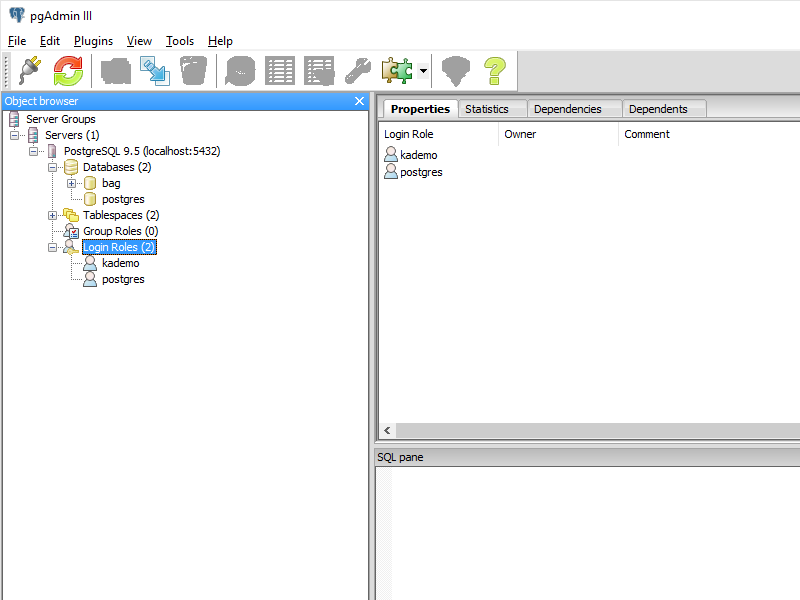 pgAdmin III
File Edit Plugins View Tools Help
Object browser
Server Groups
Servers (1)
PostgreSQL 9.5 (localhost:5432)
Databases (2)
bag
postgres
Tablespaces (2)
Group Roles (0)
Login Roles (2)
kademo
postgres
Properties Statistics Dependencies Dependents
Login Role Owner Comment
kademo
postgres
SQL pane